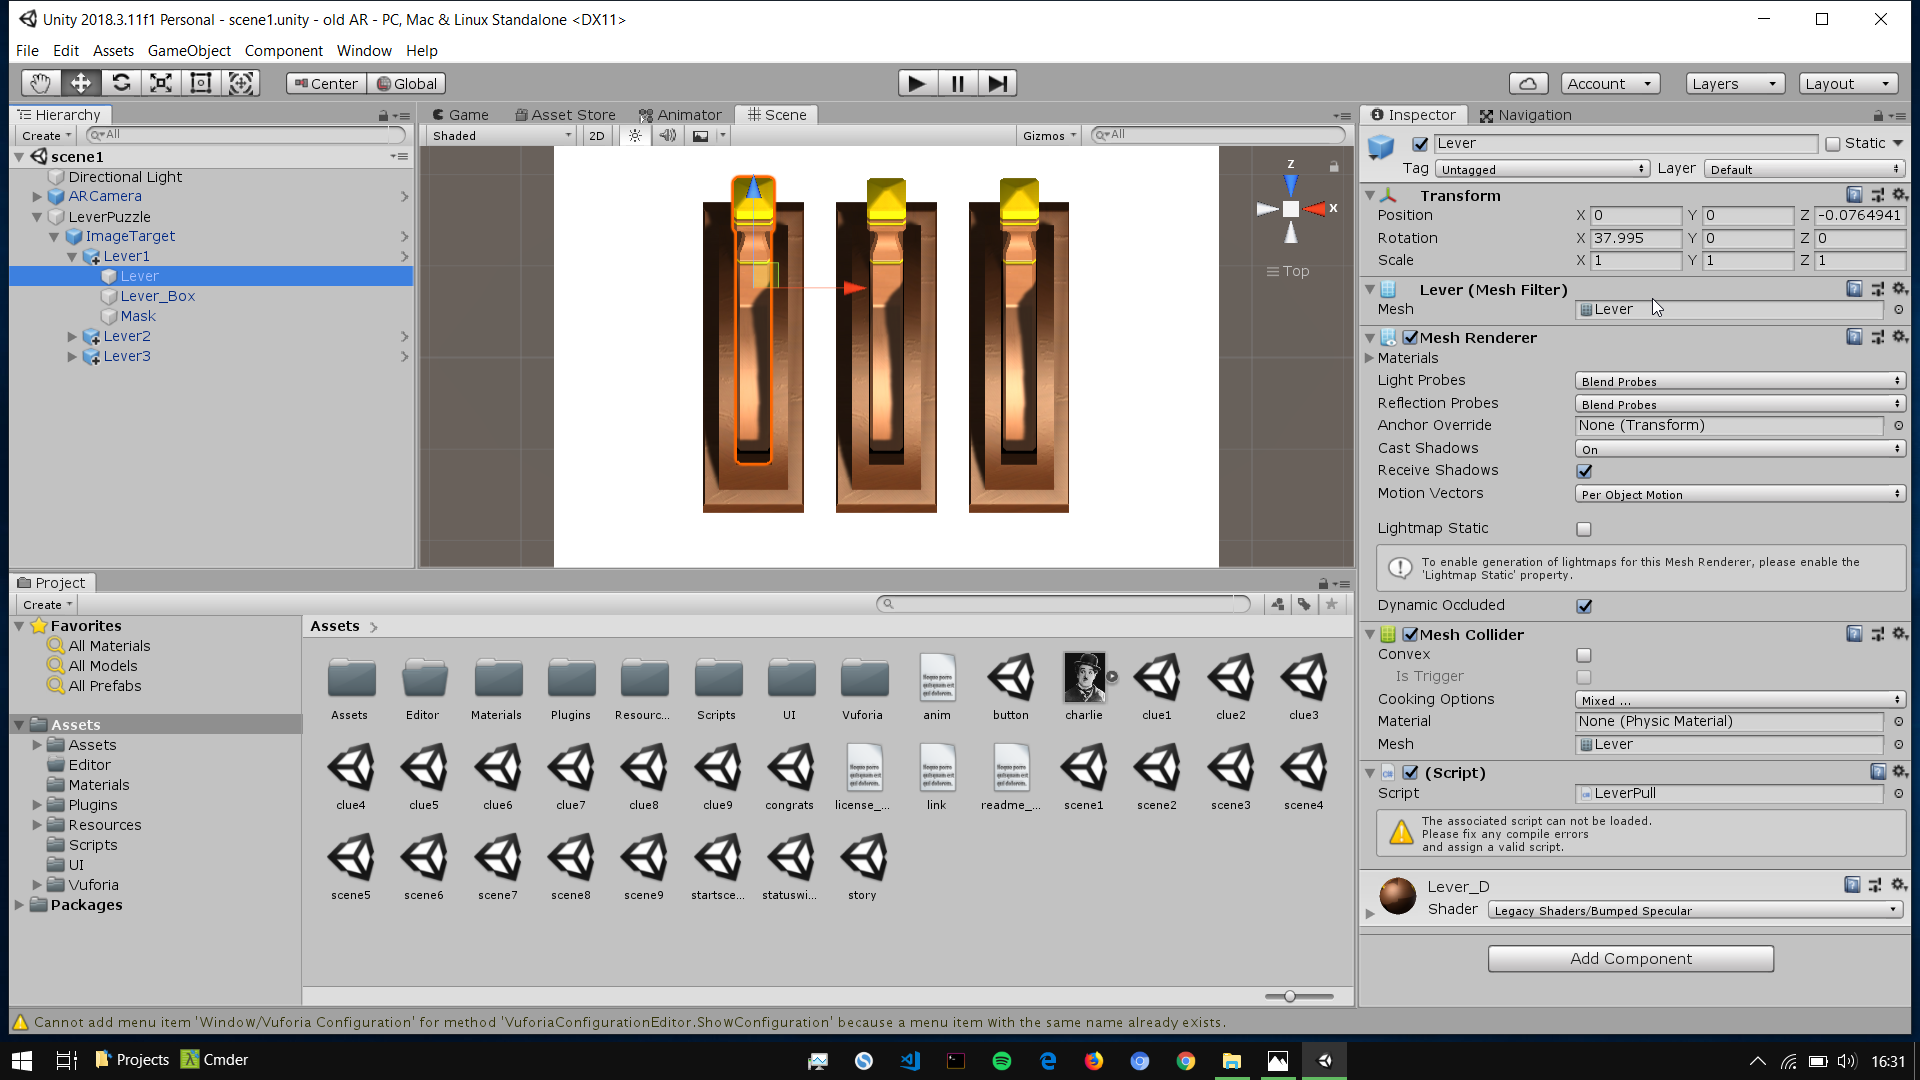 Unity 2018.3.11f1 Personal - scene1.unity - old AR - PC, Mac & Linux Standalone <DX11>
File Edit Assets GameObject Component Window Help
Center Global
Account Layers Layout
Hierarchy
Create All
scene1
Directional Light
ARCamera
LeverPuzzle
ImageTarget
Lever1
Lever
Lever_Box
Mask
Lever2
Lever3
Game Asset Store Animator Scene
Shaded 2D Gizmos All
z
x
Top
Inspector Navigation
Lever Static
Tag Untagged Layer Default
Transform
Position X 0 Y 0 Z -0.0764941
Rotation X 37.995 Y 0 Z 0
Scale X 1 Y 1 Z 1
Lever (Mesh Filter)
Mesh Lever
Mesh Renderer
Materials
Light Probes Blend Probes
Reflection Probes Blend Probes
Anchor Override None (Transform)
Cast Shadows On
Receive Shadows
Motion Vectors Per Object Motion
Lightmap Static
To enable generation of lightmaps for this Mesh Renderer, please enable the
'Lightmap Static' property.
Dynamic Occluded
Mesh Collider
Convex
Is Trigger
Cooking Options Mixed ...
Material None (Physic Material)
Mesh Lever
(Script)
Script LeverPull
The associated script can not be loaded.
Please fix any compile errors
and assign a valid script.
Lever_D
Shader Legacy Shaders/Bumped Specular
Add Component
Project
Create
Favorites
All Materials
All Models
All Prefabs
Assets
Assets
Editor
Materials
Plugins
Resources
Scripts
UI
Vuforia
Packages
Assets
Assets Editor Materials Plugins Resourc... Scripts UI Vuforia anim button charlie clue1 clue2 clue3
clue4 clue5 clue6 clue7 clue8 clue9 congrats license_... link readme_... scene1 scene2 scene3 scene4
scene5 scene6 scene7 scene8 scene9 startsce... statuswi... story
Cannot add menu item 'Window/Vuforia Configuration' for method 'VuforiaConfigurationEditor.ShowConfiguration' because a menu item with the same name already exists.
Projects Cmder 16:31